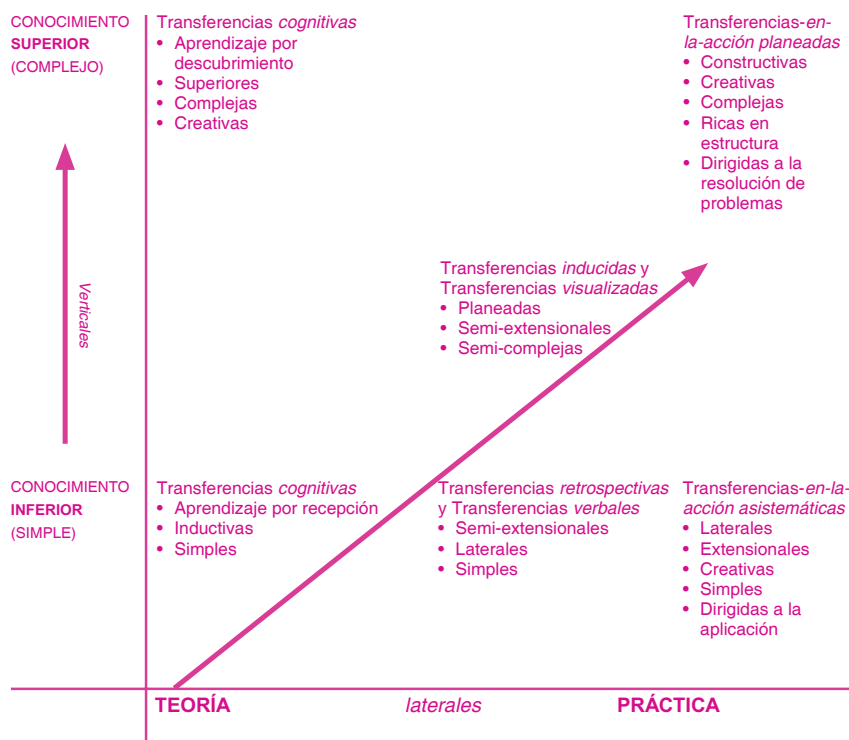 CONOCIMIENTO
SUPERIOR
(COMPLEJO)
Transferencias cognitivas
• Aprendizaje por
descubrimiento
• Superiores
• Complejas
• Creativas
Transferencias-en-
la-acción planeadas
• Constructivas
• Creativas
• Complejas
• Ricas en
estructura
• Dirigidas a la
resolución de
problemas
Verticales
Transferencias inducidas y
Transferencias visualizadas
• Planeadas
• Semi-extensionales
• Semi-complejas
CONOCIMIENTO
INFERIOR
(SIMPLE)
Transferencias cognitivas
• Aprendizaje por recepción
• Inductivas
• Simples
Transferencias retrospectivas
y Transferencias verbales
• Semi-extensionales
• Laterales
• Simples
Transferencias-en-la-
acción asistemáticas
• Laterales
• Extensionales
• Creativas
• Simples
• Dirigidas a la
aplicación
TEORÍA
laterales
PRÁCTICA